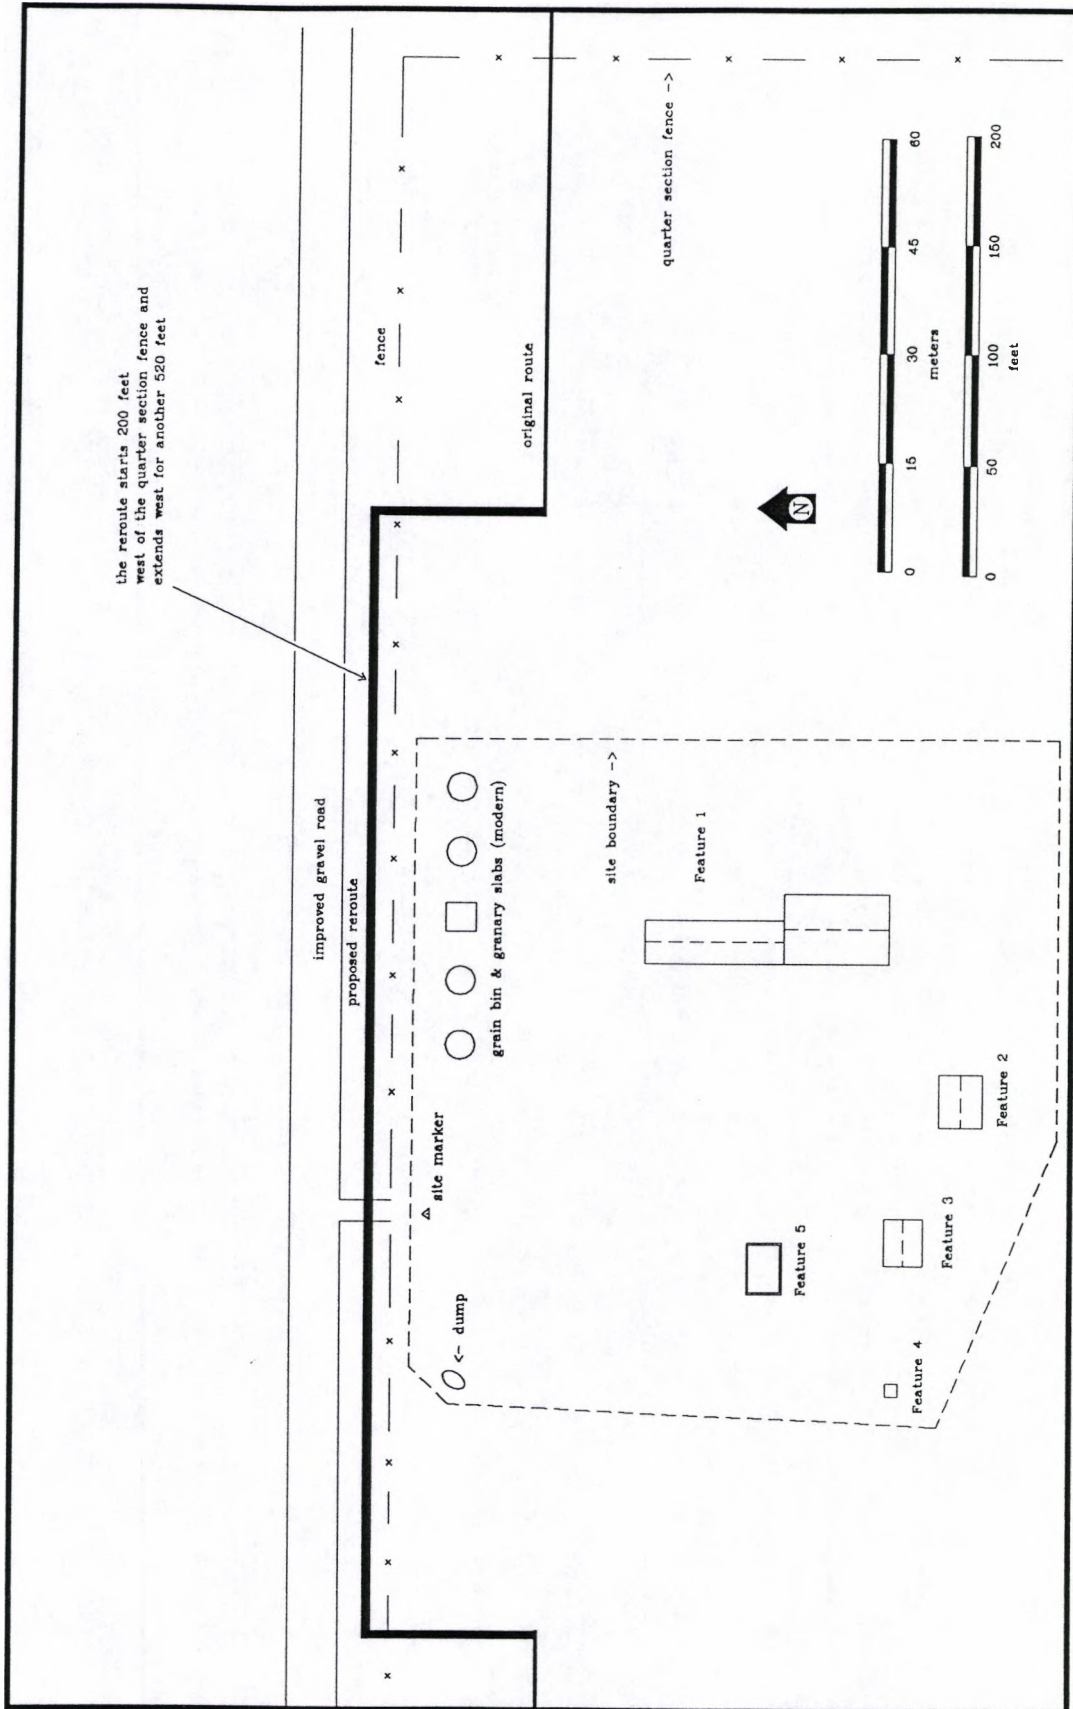 the reroute starts 200 feet
west of the quarter section fence and
extends west for another 520 feet
improved gravel road
proposed reroute
fence
original route
quarter section fence ->
site marker
<- dump
grain bin & granary slabs (modern)
site boundary ->
Feature 1
Feature 2
Feature 3
Feature 4
Feature 5
N
0 15 30 45 60
meters
0 50 100 150 200
feet